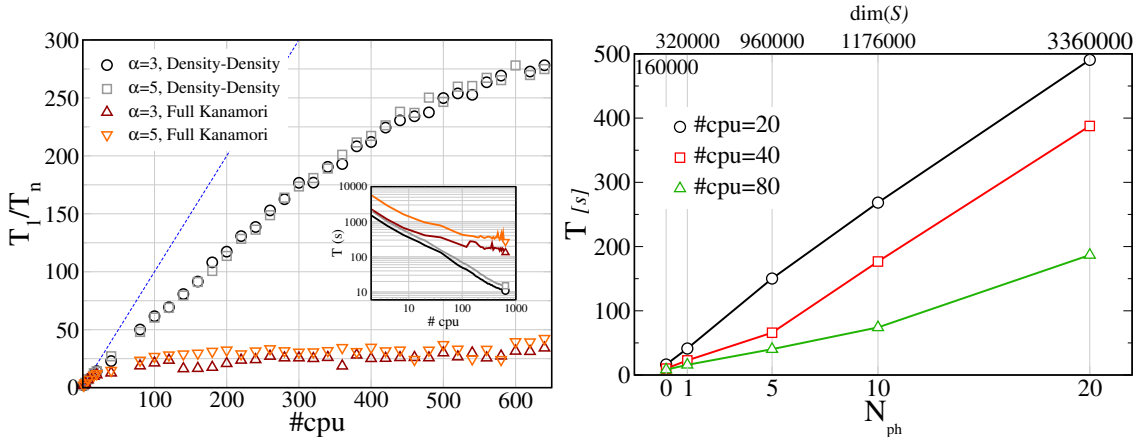 300
250
200
150
100
50
0
T1/Tn
α=3, Density-Density
α=5, Density-Density
α=3, Full Kanamori
α=5, Full Kanamori
10000
1000
100
10
T (s)
10 100 1000
# cpu
100 200 300 400 500 600
#cpu
dim(S)
320000 960000 1176000 3360000
160000
500
400
300
200
100
0
T [s]
#cpu=20
#cpu=40
#cpu=80
0 1 5 10 20
Nph